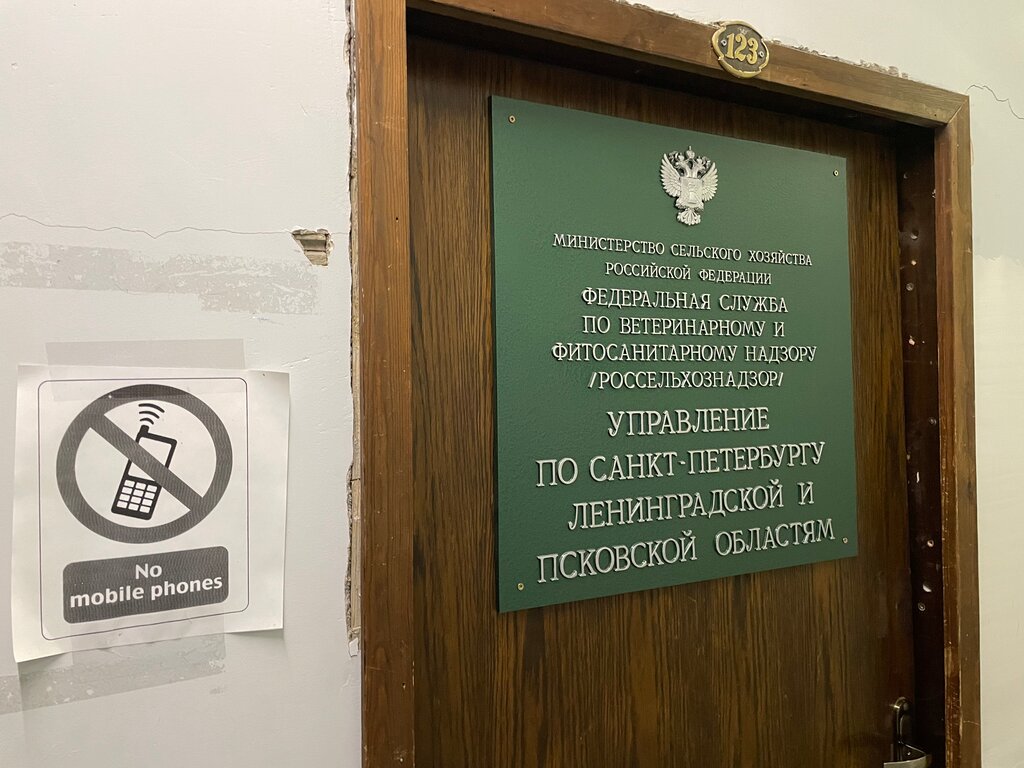 123
МИНИСТЕРСТВО СЕЛЬСКОГО ХОЗЯЙСТВА
РОССИЙСКОЙ ФЕДЕРАЦИИ
ФЕДЕРАЛЬНАЯ СЛУЖБА
ПО ВЕТЕРИНАРНОМУ И
ФИТОСАНИТАРНОМУ НАДЗОРУ
/РОССЕЛЬХОЗНАДЗОР/
УПРАВЛЕНИЕ
ПО САНКТ-ПЕТЕРБУРГУ
ЛЕНИНГРАДСКОЙ И
ПСКОВСКОЙ ОБЛАСТЯМ
No
mobile phones